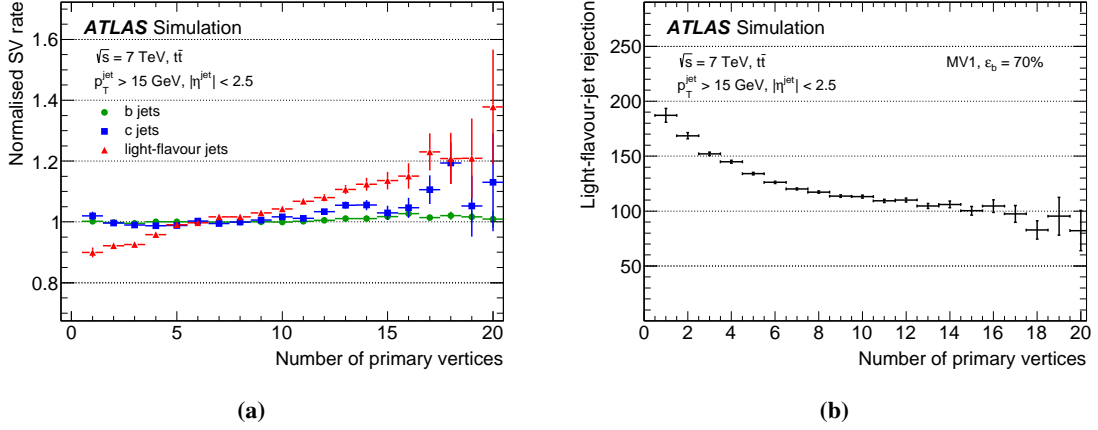 ATLAS Simulation
√s = 7 TeV, tt̄
p_T^jet > 15 GeV, |η^jet| < 2.5
b jets
c jets
light-flavour jets
Normalised SV rate
1.6
1.4
1.2
1
0.8
0 5 10 15 20
Number of primary vertices
(a)
ATLAS Simulation
√s = 7 TeV, tt̄
MV1, ε_b = 70%
p_T^jet > 15 GeV, |η^jet| < 2.5
Light-flavour-jet rejection
250
200
150
100
50
0 2 4 6 8 10 12 14 16 18 20
Number of primary vertices
(b)